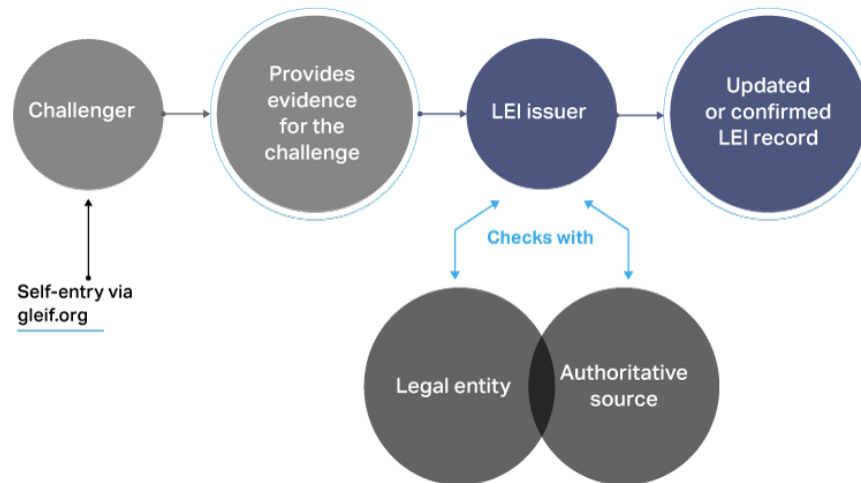 Challenger
Provides
evidence
for the
challenge
LEI issuer
Updated
or confirmed
LEI record
Checks with
Self-entry via
gleif.org
Legal entity
Authoritative
source